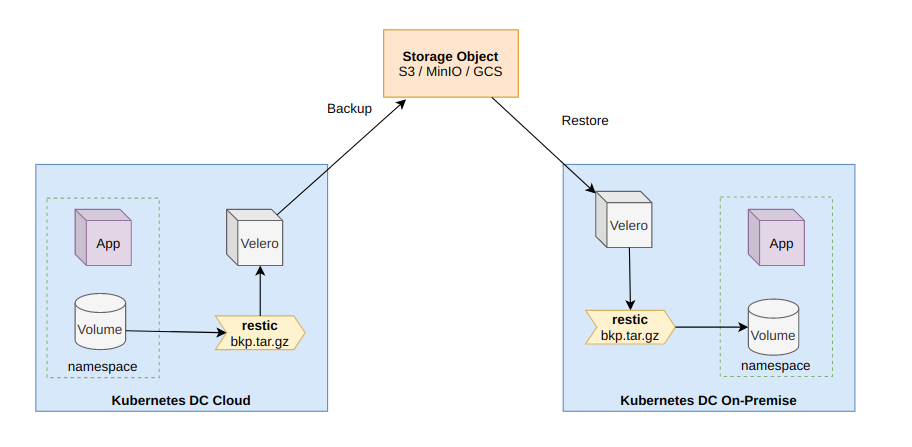 Storage Object
S3 / MinIO / GCS
Backup
Restore
App
Velero
Volume
restic
bkp.tar.gz
namespace
Kubernetes DC Cloud
Velero
App
restic
bkp.tar.gz
Volume
namespace
Kubernetes DC On-Premise